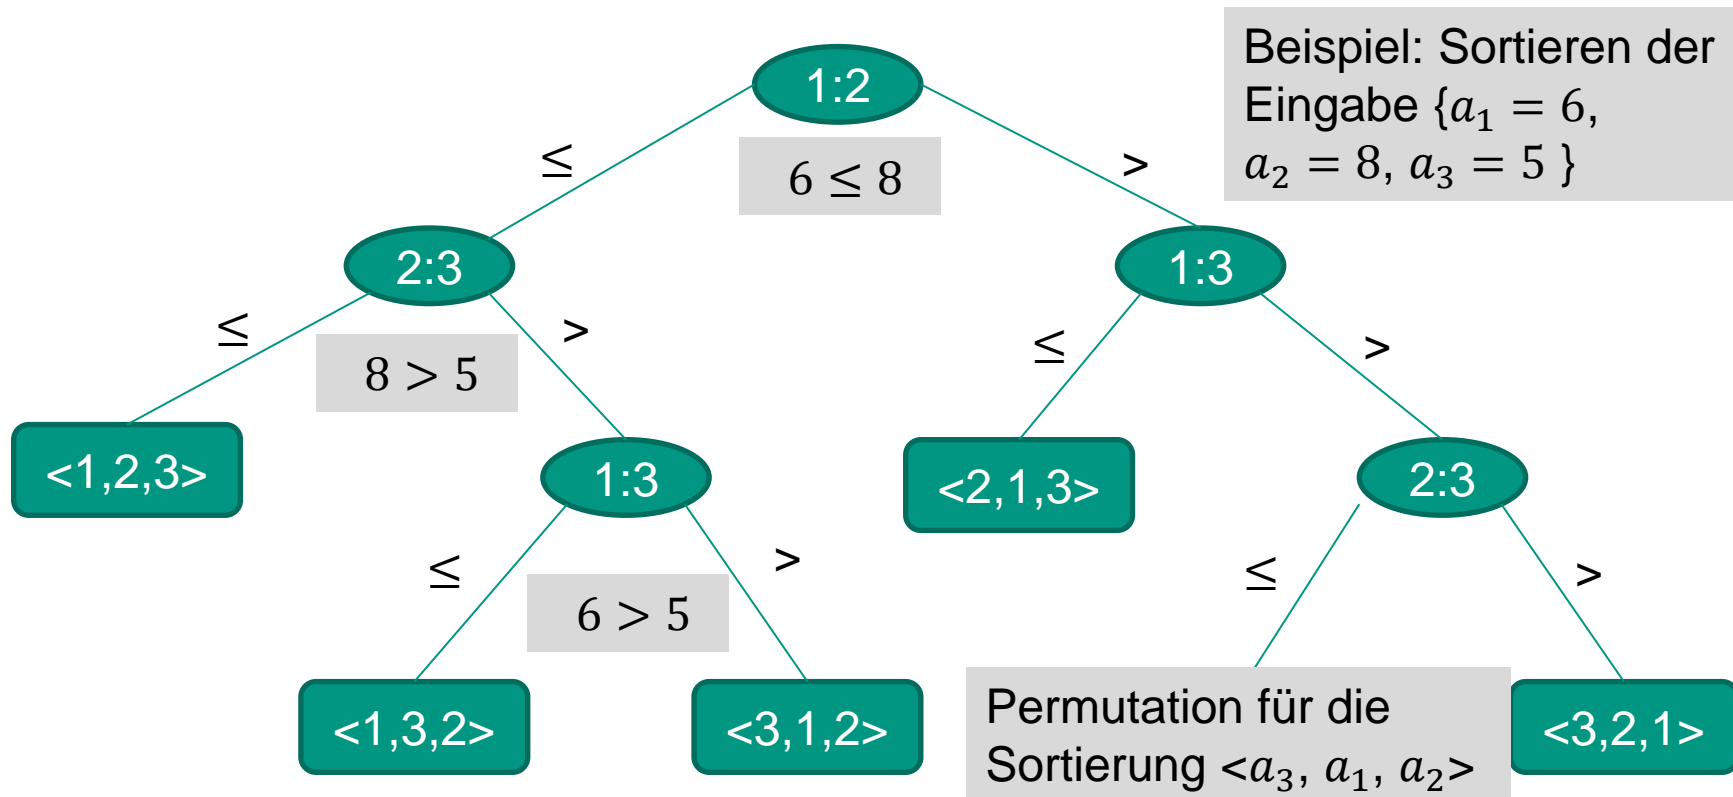 1:2
Beispiel: Sortieren der
Eingabe {a₁ = 6,
a₂ = 8, a₃ = 5 }
≤
6 ≤ 8
>
2:3
1:3
≤
8 > 5
>
≤
>
<1,2,3>
1:3
<2,1,3>
2:3
≤
6 > 5
>
≤
>
<1,3,2>
<3,1,2>
Permutation für die
Sortierung <a₃, a₁, a₂>
<3,2,1>